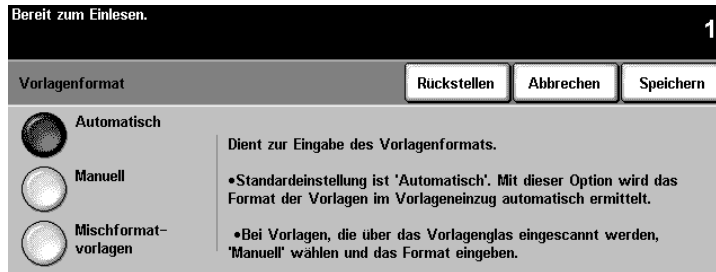 Bereit zum Einlesen.
1
Vorlagenformat
Rückstellen
Abbrechen
Speichern
Automatisch
Manuell
Mischformat-
vorlagen
Dient zur Eingabe des Vorlagenformats.
•Standardeinstellung ist 'Automatisch'. Mit dieser Option wird das
Format der Vorlagen im Vorlageneinzug automatisch ermittelt.
•Bei Vorlagen, die über das Vorlagenglas eingescannt werden,
'Manuell' wählen und das Format eingeben.